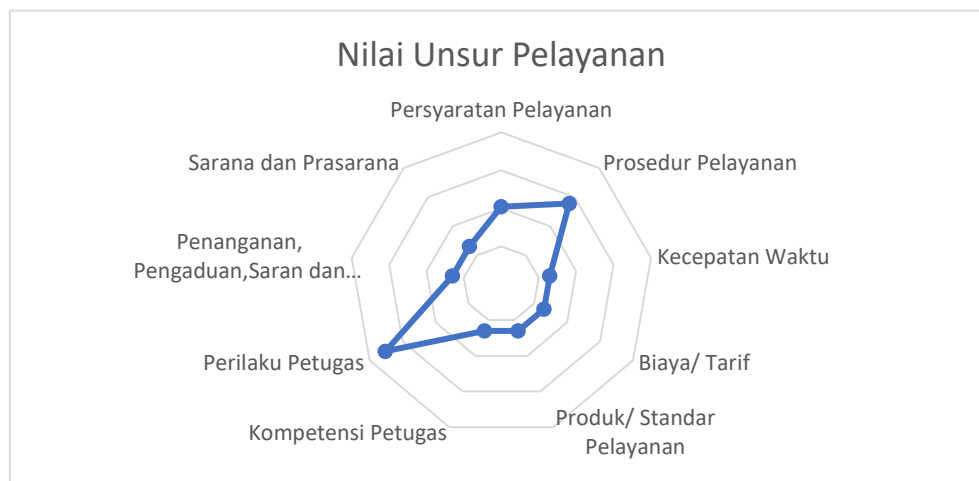 Nilai Unsur Pelayanan
Persyaratan Pelayanan
Prosedur Pelayanan
Kecepatan Waktu
Biaya/ Tarif
Produk/ Standar
Pelayanan
Kompetensi Petugas
Perilaku Petugas
Penanganan,
Pengaduan,Saran dan…
Sarana dan Prasarana